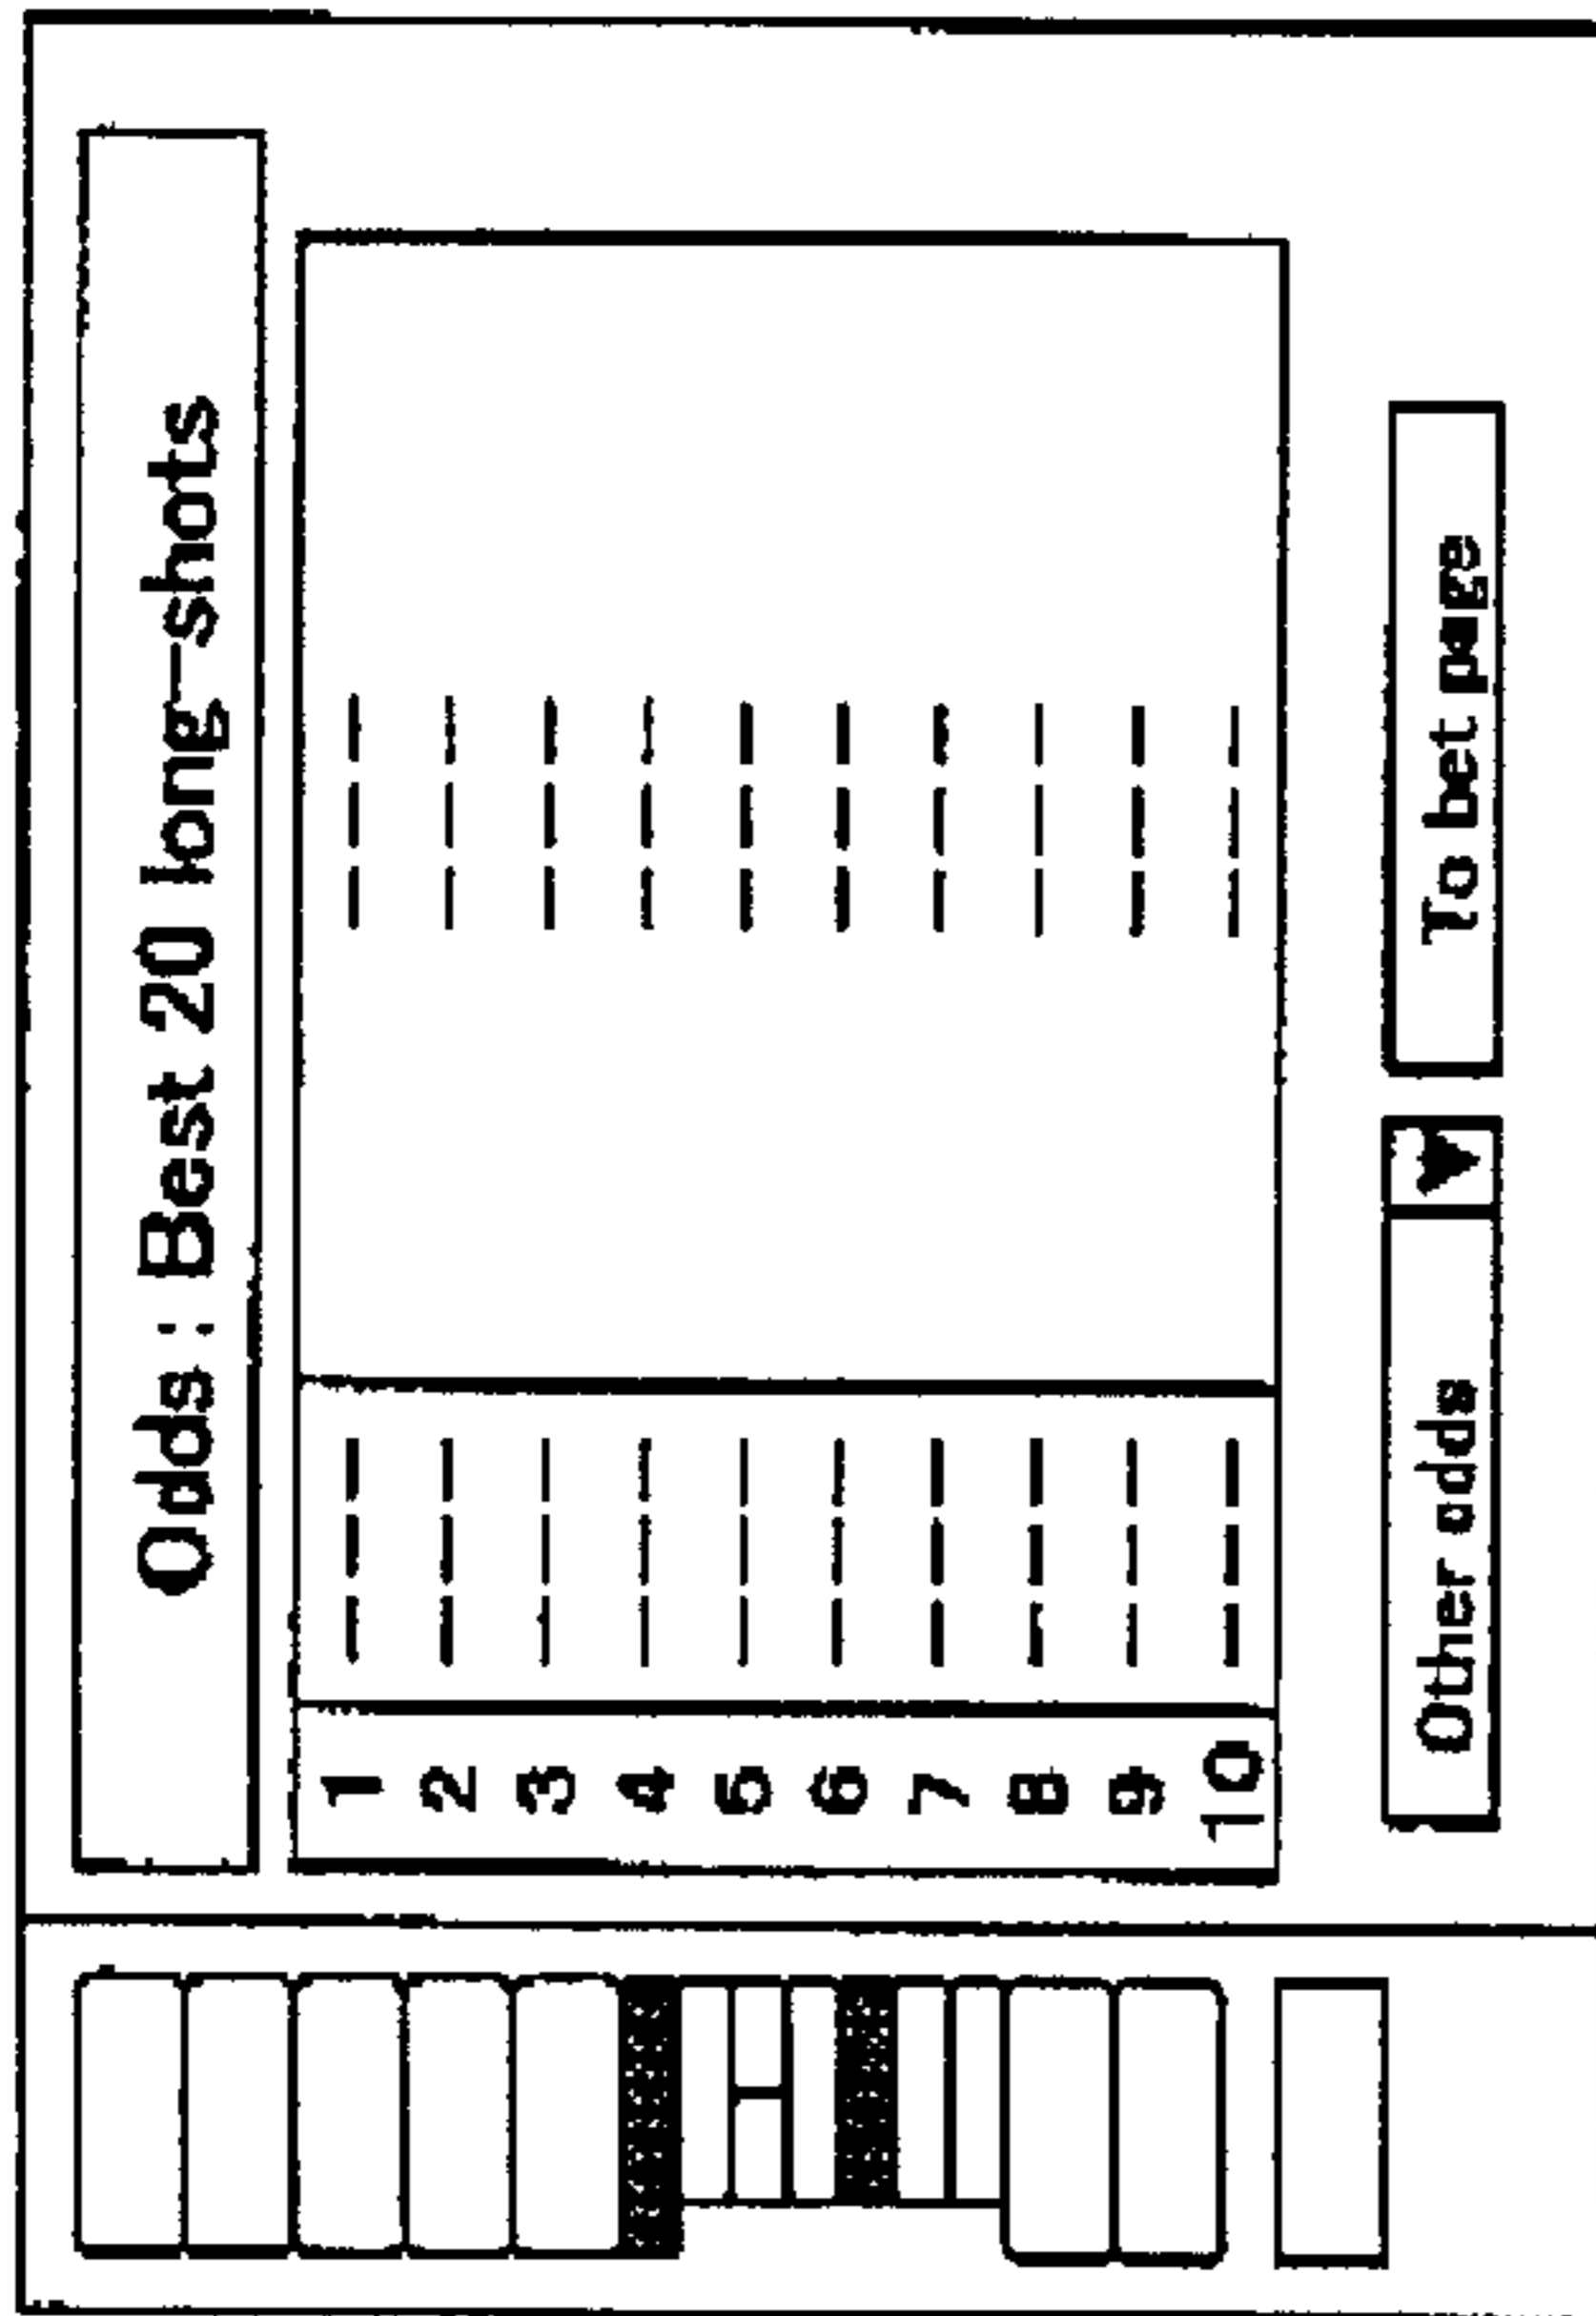 Odds : Best 20 long-shots
1 --- ---
2 --- ---
3 --- ---
4 --- ---
5 --- ---
6 --- ---
7 --- ---
8 --- ---
9 --- ---
10 --- ---
Other odds ▼ To bet page